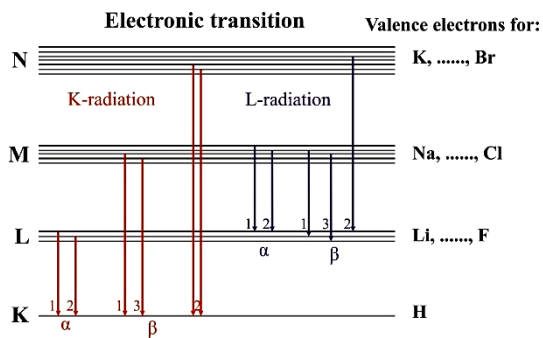 Electronic transition
Valence electrons for:
N
K, ......, Br
K-radiation
L-radiation
M
Na, ......, Cl
1 2 1 3 2
L
α
β
Li, ......, F
1 2 1 3 2
K
α
β
H